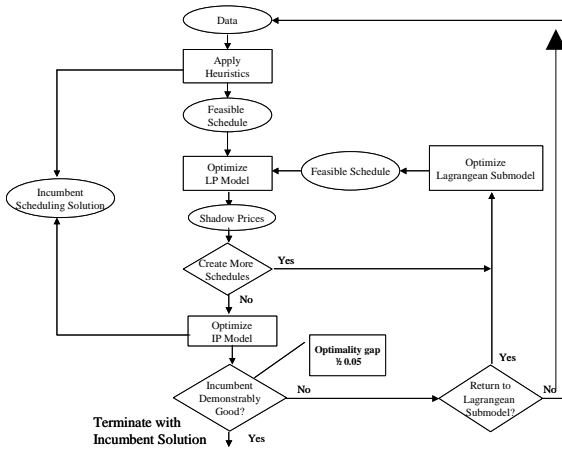 Data
Apply
Heuristics
Feasible
Schedule
Optimize
LP Model
Feasible Schedule
Optimize
Lagrangean Submodel
Incumbent
Scheduling Solution
Shadow Prices
Create More
Schedules
Yes
No
Optimize
IP Model
Optimality gap
½ 0.05
Yes
Incumbent
Demonstrably
Good?
No
Return to
Lagrangean
Submodel?
No
Terminate with
Incumbent Solution
Yes